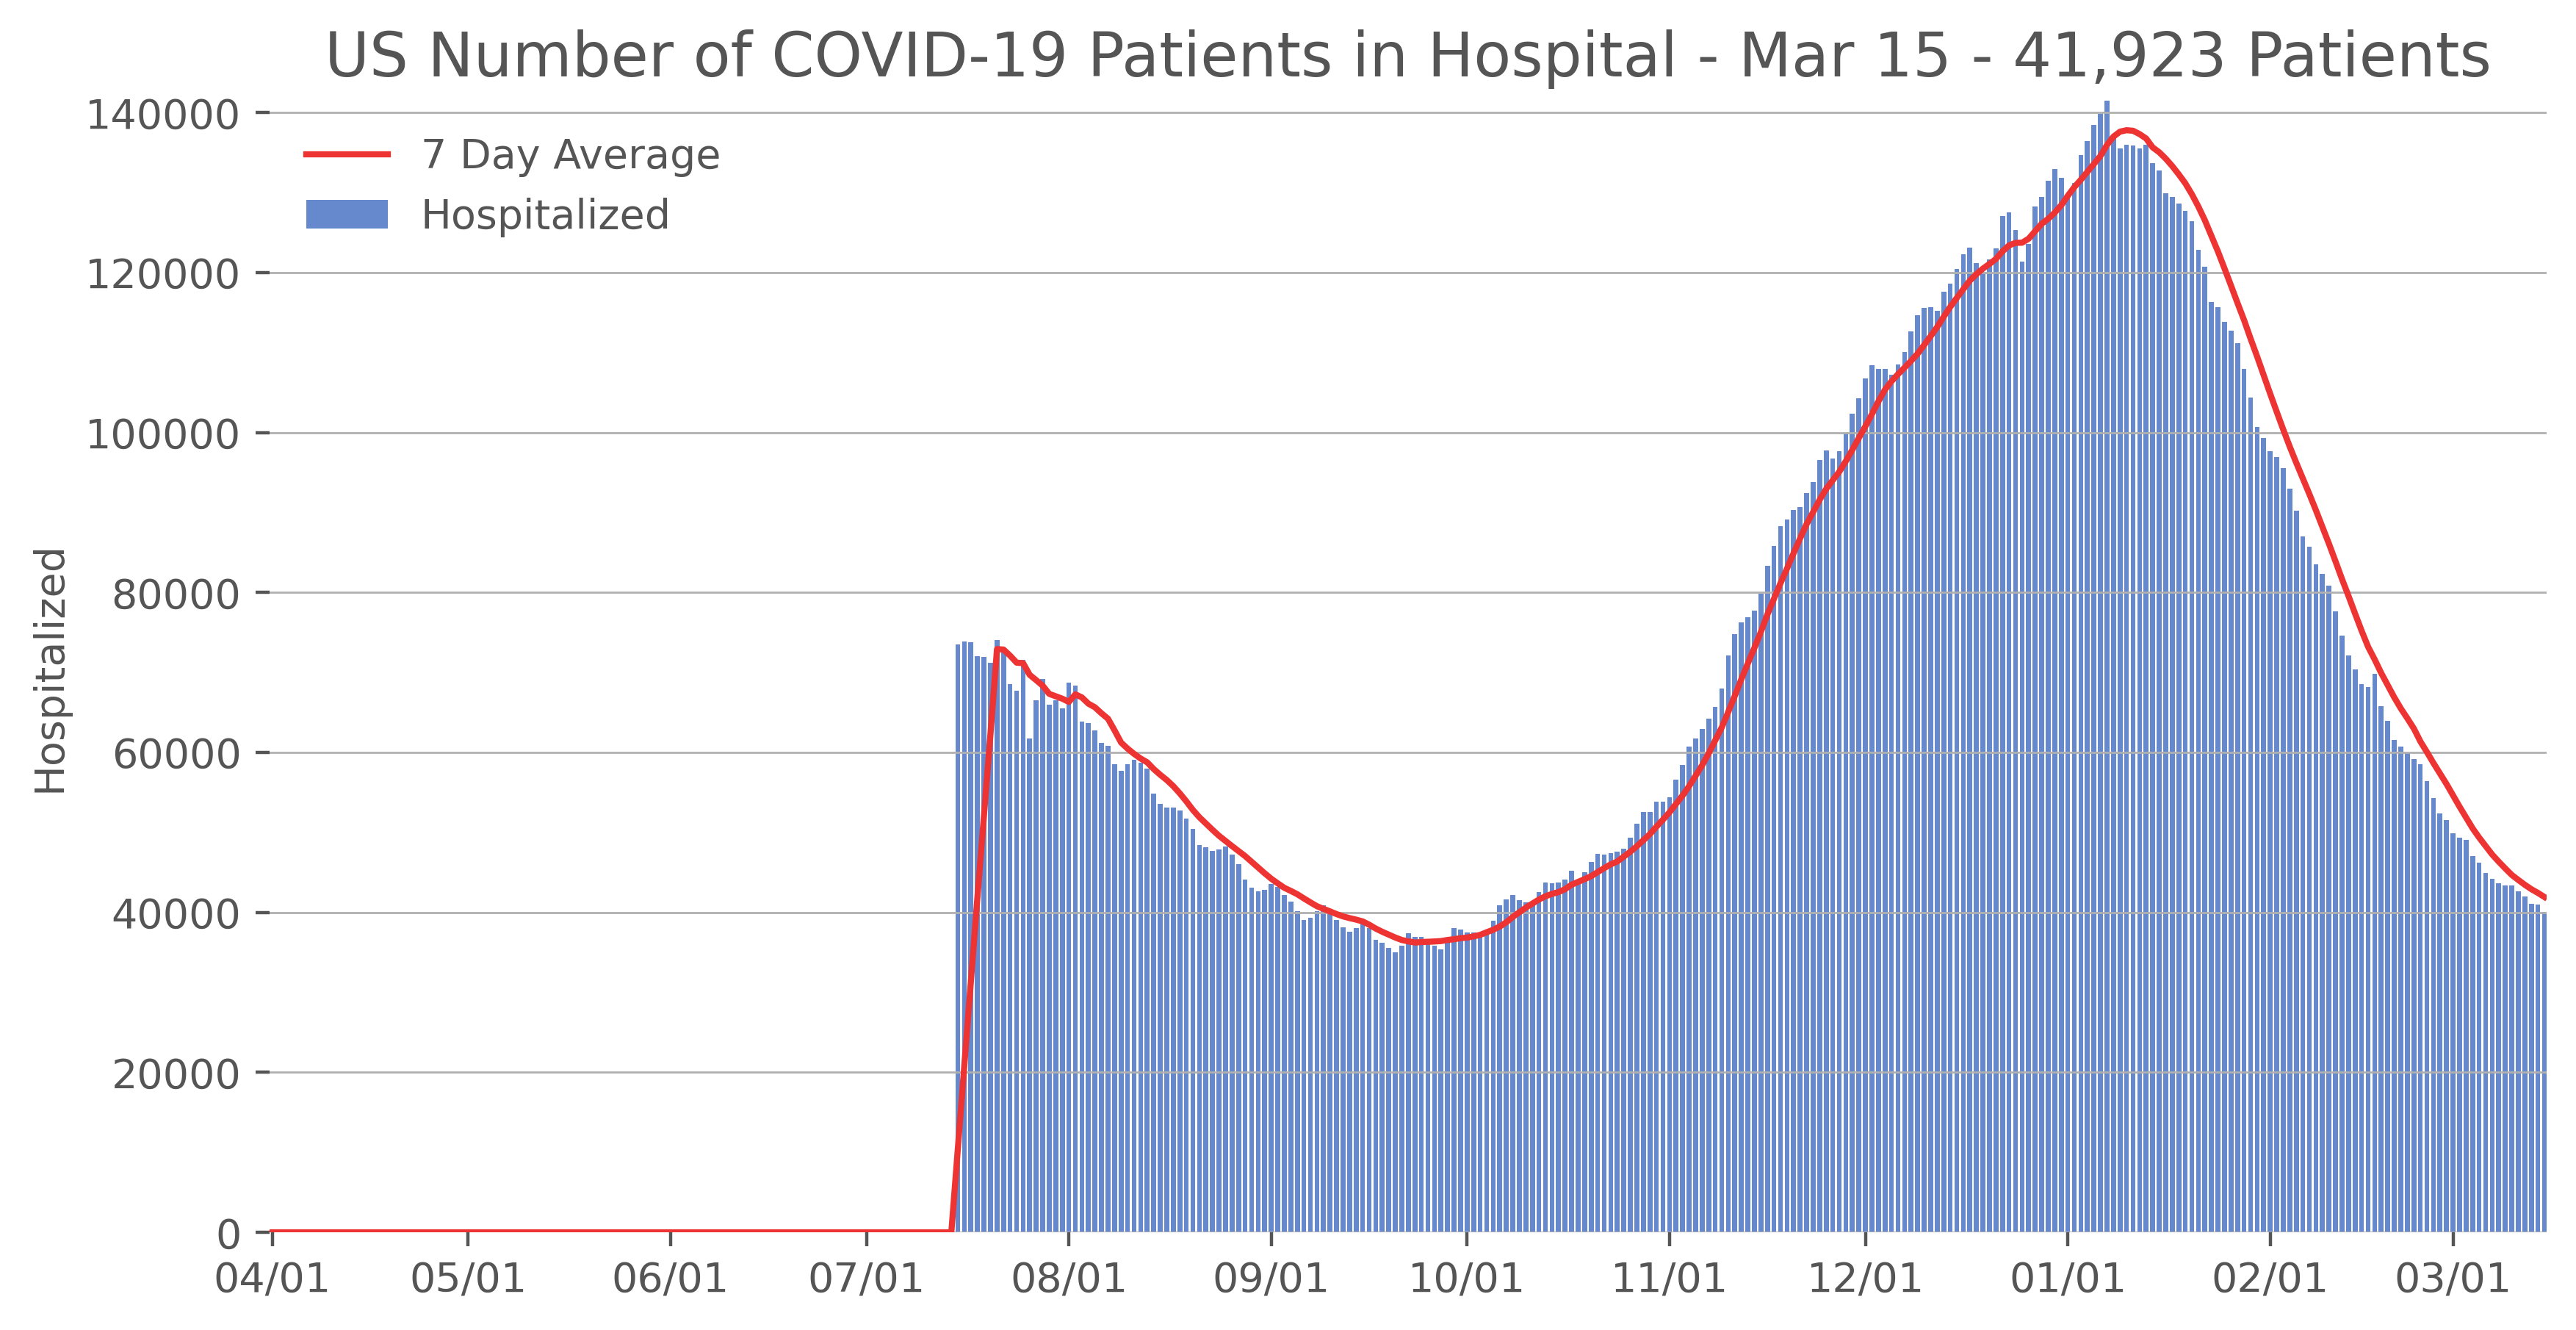 US Number of COVID-19 Patients in Hospital - Mar 15 - 41,923 Patients
140000
7 Day Average
Hospitalized
120000
100000
80000
Hospitalized
60000
40000
20000
0
04/01 05/01 06/01 07/01 08/01 09/01 10/01 11/01 12/01 01/01 02/01 03/01